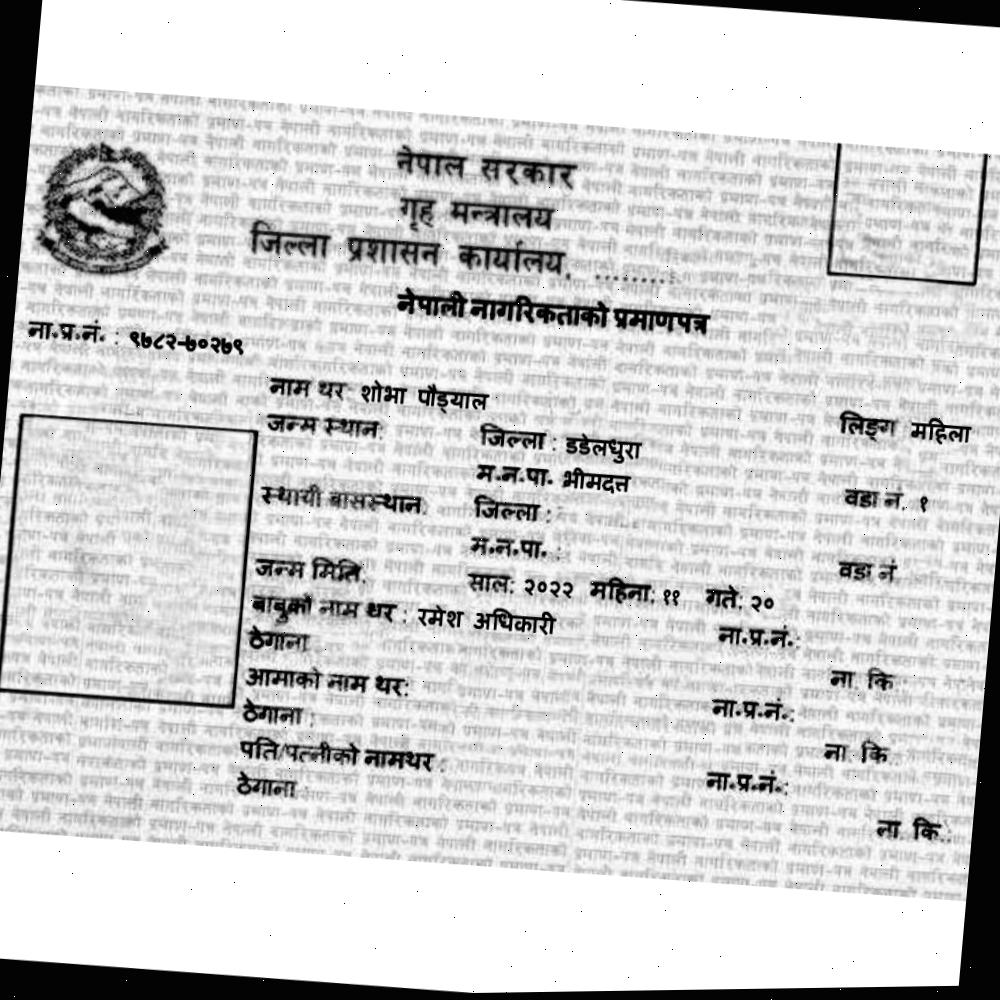 नेपाल सरकार
गृह मन्त्रालय
जिल्ला प्रशासन कार्यालय, .........
नेपाली नागरिकताको प्रमाणपत्र
ना.प्र.नं. : ९७८२-७०२७९
नाम थर: शोभा पौड्याल
लिङ्ग महिला
जन्म स्थान: जिल्ला : डडेलधुरा
म.न.पा. भीमदत्त वडा नं. १
स्थायी बासस्थान: जिल्ला :
म.न.पा. : वडा नं
जन्म मिति: साल: २०२२ महिना: ११ गते: २०
बाबुको नाम थर : रमेश अधिकारी ना.प्र.नं.:
ठेगाना ना. कि
आमाको नाम थर: ना.प्र.नं.:
ठेगाना : ना. कि.
पति/पत्नीको नामथर : ना.प्र.नं.:
ठेगाना : ना. कि.: